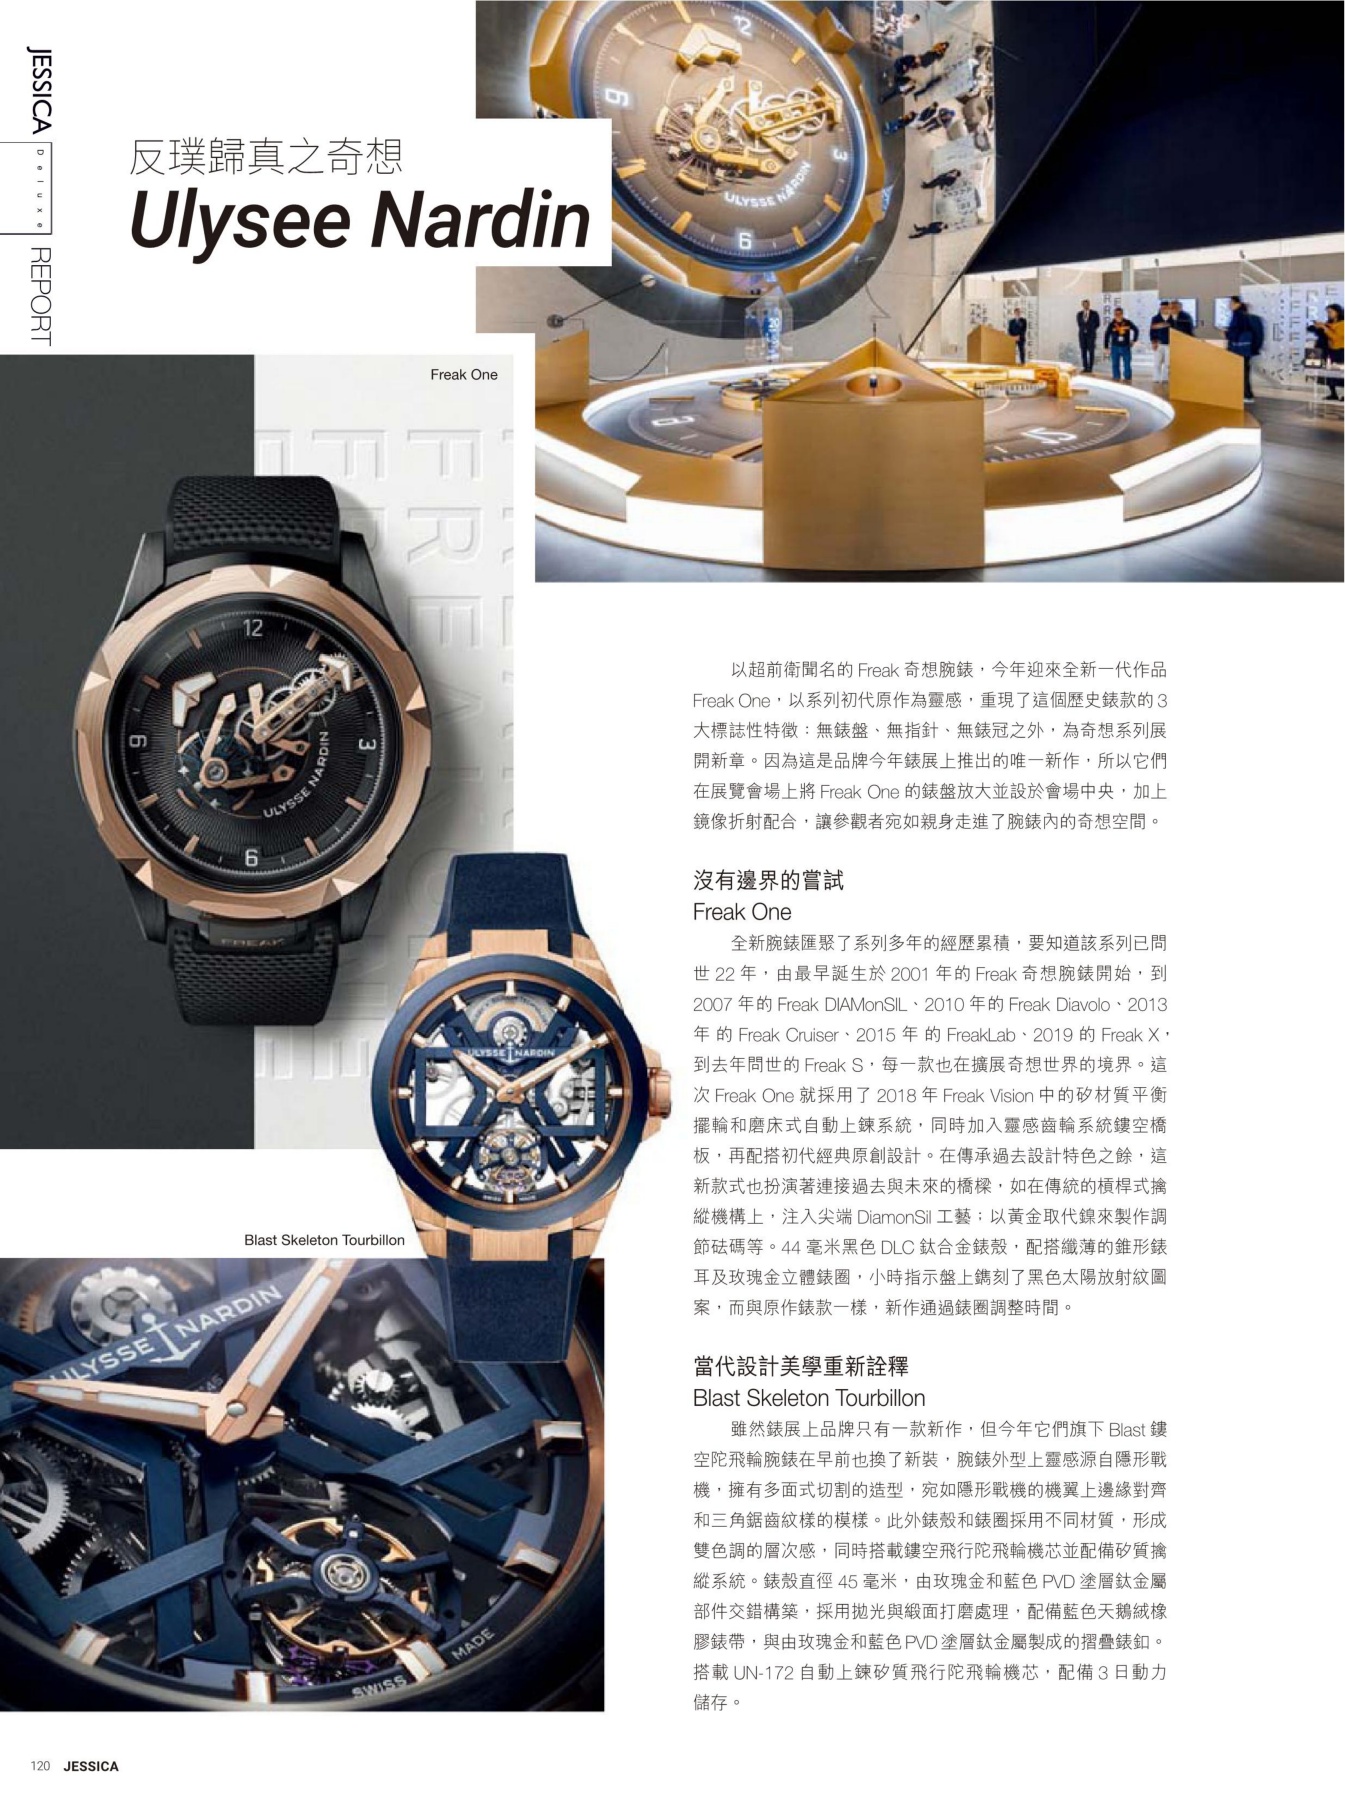 JESSICA
Deluxe
REPORT
反璞歸真之奇想
Ulysee Nardin
12
3
6
9
ULYSSE NARDIN
Freak One
12
3
6
9
ULYSSE NARDIN
FREAK
ULYSSE NARDIN
Blast Skeleton Tourbillon
ULYSSE NARDIN
SWISS MADE
以超前衛聞名的 Freak 奇想腕錶，今年迎來全新一代作品
Freak One，以系列初代原作為靈感，重現了這個歷史錶款的 3
大標誌性特徵：無錶盤、無指針、無錶冠之外，為奇想系列展
開新章。因為這是品牌今年錶展上推出的唯一新作，所以它們
在展覽會場上將 Freak One 的錶盤放大並設於會場中央，加上
鏡像折射配合，讓參觀者宛如親身走進了腕錶內的奇想空間。
沒有邊界的嘗試
Freak One
全新腕錶匯聚了系列多年的經歷累積，要知道該系列已問
世 22 年，由最早誕生於 2001 年的 Freak 奇想腕錶開始，到
2007 年的 Freak DIAMonSIL、2010 年的 Freak Diavolo、2013
年 的 Freak Cruiser、2015 年 的 FreakLab、2019 的 Freak X，
到去年問世的 Freak S，每一款也在擴展奇想世界的境界。這
次 Freak One 就採用了 2018 年 Freak Vision 中的矽材質平衡
擺輪和磨床式自動上鍊系統，同時加入靈感齒輪系統鏤空橋
板，再配搭初代經典原創設計。在傳承過去設計特色之餘，這
新款式也扮演著連接過去與未來的橋樑，如在傳統的槓桿式擒
縱機構上，注入尖端 DiamonSil 工藝；以黃金取代鎳來製作調
節砝碼等。44 毫米黑色 DLC 鈦合金錶殼，配搭纖薄的錐形錶
耳及玫瑰金立體錶圈，小時指示盤上鐫刻了黑色太陽放射紋圖
案，而與原作錶款一樣，新作通過錶圈調整時間。
當代設計美學重新詮釋
Blast Skeleton Tourbillon
雖然錶展上品牌只有一款新作，但今年它們旗下 Blast 鏤
空陀飛輪腕錶在早前也換了新裝，腕錶外型上靈感源自隱形戰
機，擁有多面式切割的造型，宛如隱形戰機的機翼上邊緣對齊
和三角鋸齒紋樣的模樣。此外錶殼和錶圈採用不同材質，形成
雙色調的層次感，同時搭載鏤空飛行陀飛輪機芯並配備矽質擒
縱系統。錶殼直徑 45 毫米，由玫瑰金和藍色 PVD 塗層鈦金屬
部件交錯構築，採用拋光與緞面打磨處理，配備藍色天鵝絨橡
膠錶帶，與由玫瑰金和藍色 PVD 塗層鈦金屬製成的摺疊錶釦。
搭載 UN-172 自動上鍊矽質飛行陀飛輪機芯，配備 3 日動力
儲存。
120 JESSICA